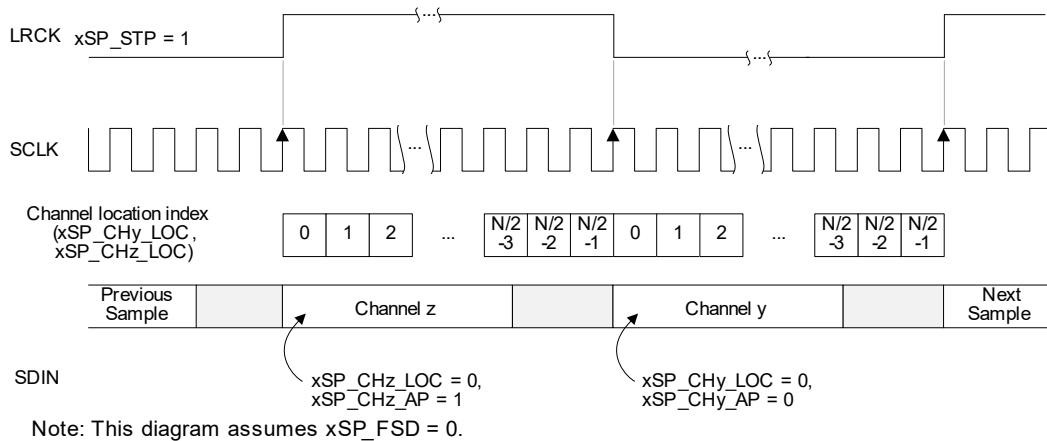 LRCK xSP_STP = 1
...
...
SCLK
...
...
Channel location index
(xSP_CHy_LOC,
xSP_CHz_LOC)
0 1 2 ... N/2 -3 N/2 -2 N/2 -1 0 1 2 ... N/2 -3 N/2 -2 N/2 -1
Previous Sample
Channel z
Channel y
Next Sample
SDIN
xSP_CHz_LOC = 0,
xSP_CHz_AP = 1
xSP_CHy_LOC = 0,
xSP_CHy_AP = 0
Note: This diagram assumes xSP_FSD = 0.